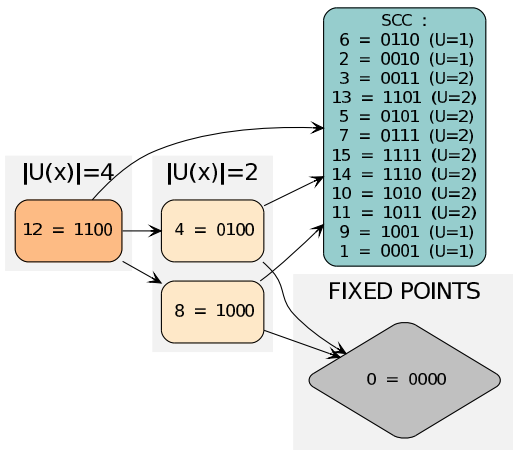 |U(x)|=4
12 = 1100
|U(x)|=2
4 = 0100
8 = 1000
SCC :
6 = 0110 (U=1)
2 = 0010 (U=1)
3 = 0011 (U=2)
13 = 1101 (U=2)
5 = 0101 (U=2)
7 = 0111 (U=2)
15 = 1111 (U=2)
14 = 1110 (U=2)
10 = 1010 (U=2)
11 = 1011 (U=2)
9 = 1001 (U=1)
1 = 0001 (U=1)
FIXED POINTS
0 = 0000